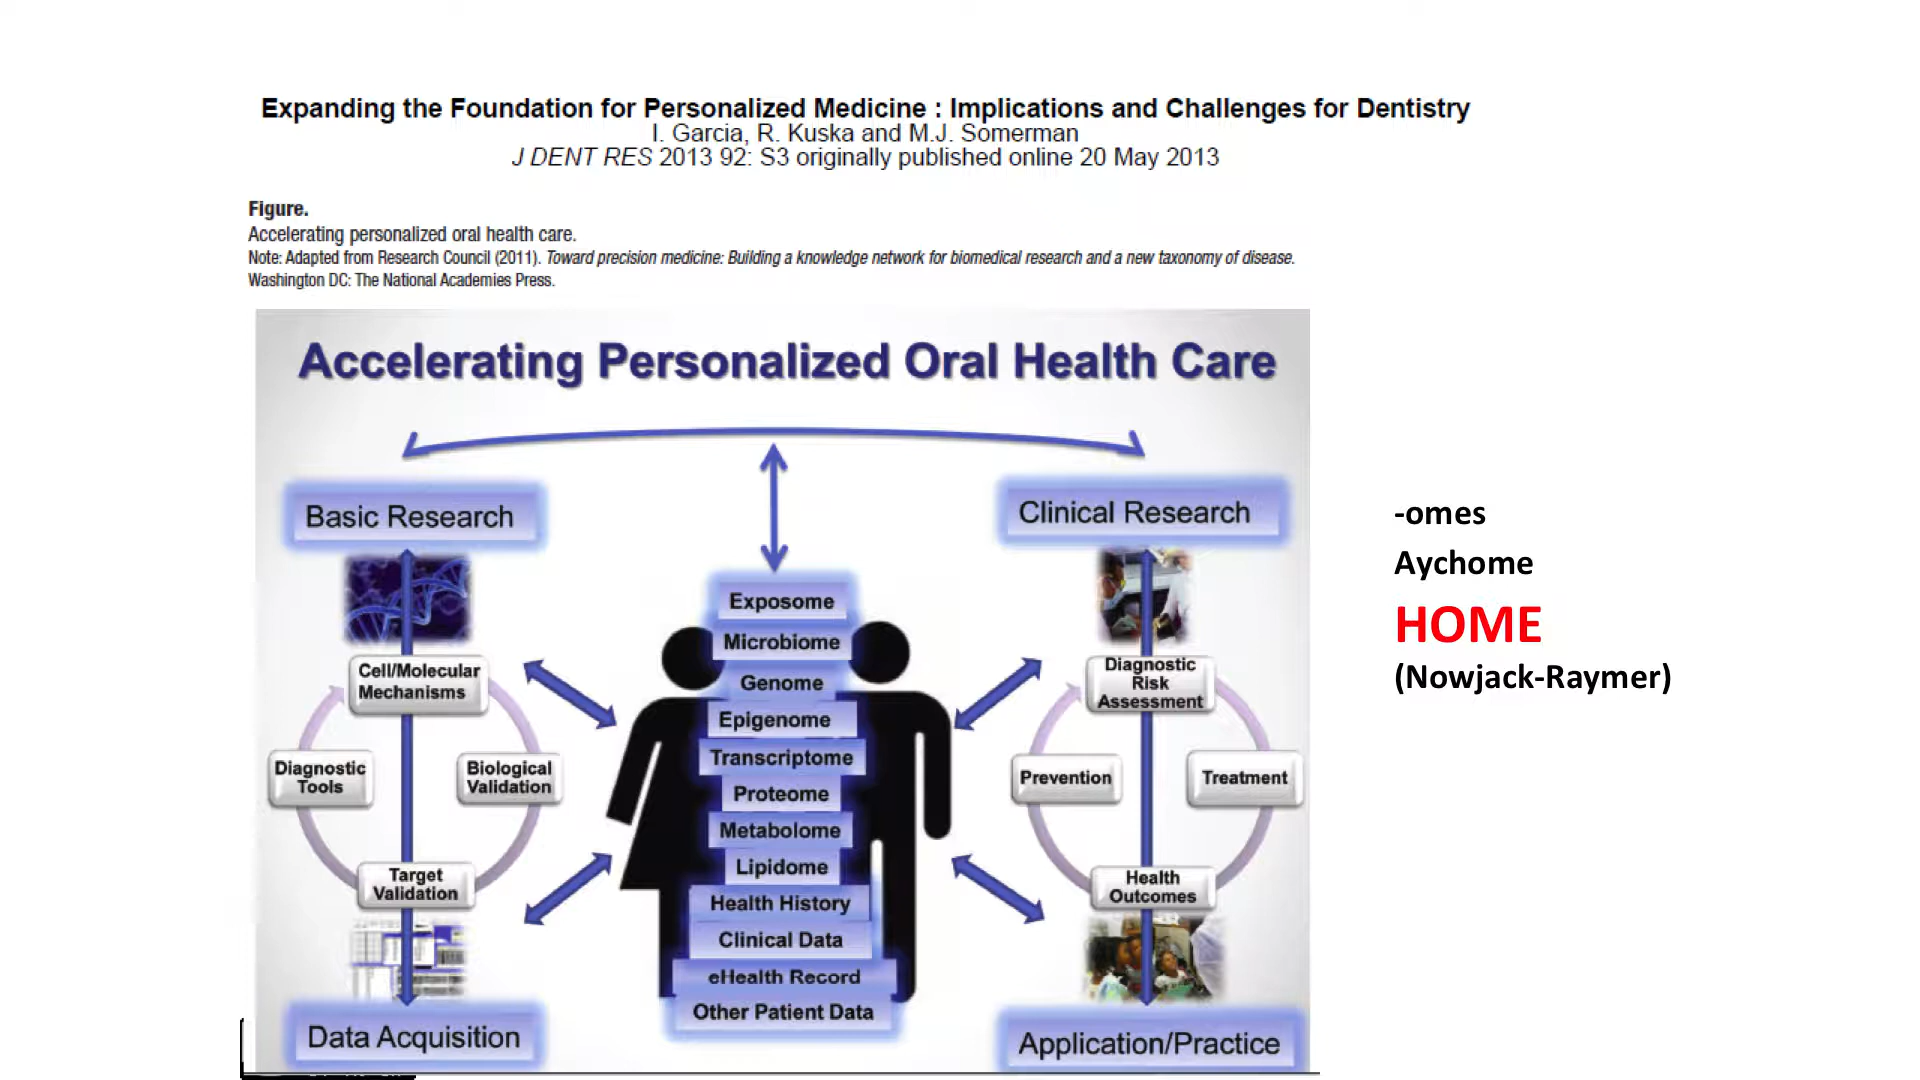 Expanding the Foundation for Personalized Medicine : Implications and Challenges for Dentistry
I. Garcia, R. Kuska and M.J. Somerman
J DENT RES 2013 92: S3 originally published online 20 May 2013
Figure.
Accelerating personalized oral health care.
Note: Adapted from Research Council (2011). Toward precision medicine: Building a knowledge network for biomedical research and a new taxonomy of disease.
Washington DC: The National Academies Press.
Accelerating Personalized Oral Health Care
Basic Research
Cell/Molecular
Mechanisms
Diagnostic
Tools
Biological
Validation
Target
Validation
Data Acquisition
Exposome
Microbiome
Genome
Epigenome
Transcriptome
Proteome
Metabolome
Lipidome
Health History
Clinical Data
eHealth Record
Other Patient Data
Clinical Research
Diagnostic
Risk
Assessment
Prevention
Treatment
Health
Outcomes
Application/Practice
-omes
Aychome
HOME
(Nowjack-Raymer)